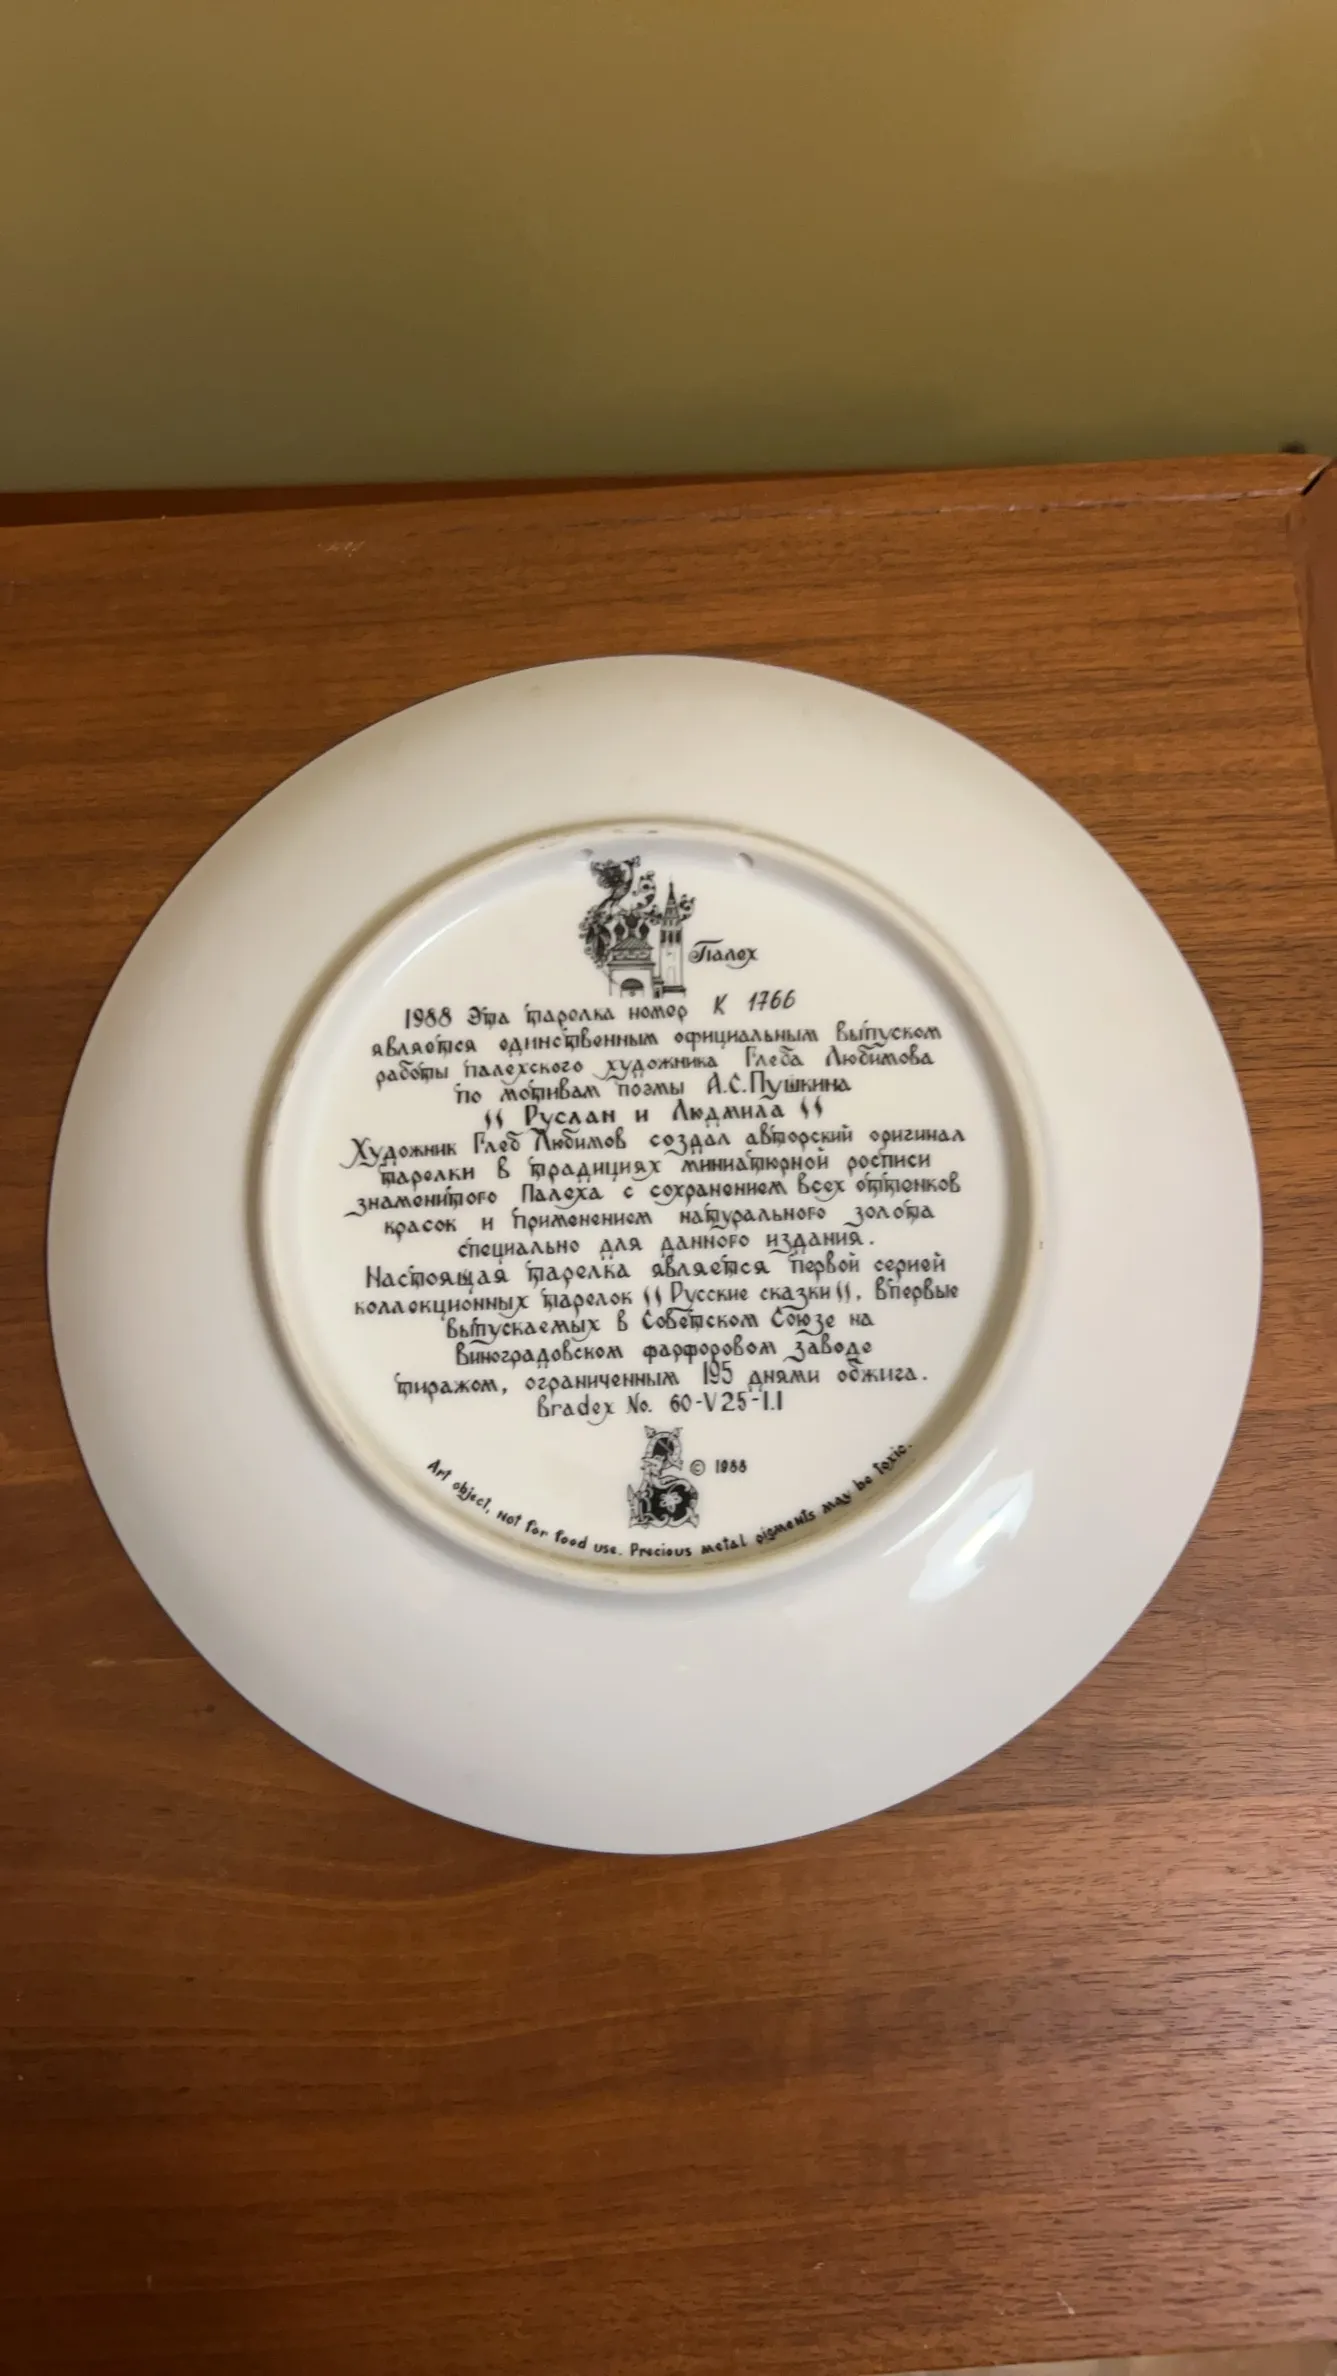 Палех
1988 Эта тарелка номер К 1766
является единственным официальным выпуском
работы палехского художника Глеба Любимова
по мотивам поэмы А.С.Пушкина
"Руслан и Людмила"
Художник Глеб Любимов создал авторский оригинал
тарелки в традициях миниатюрной росписи
знаменитого Палеха с сохранением всех оттенков
красок и применением натурального золота
специально для данного издания.
Настоящая тарелка является первой серией
коллекционных тарелок "Русские сказки", впервые
выпускаемых в Советском Союзе на
Виноградовском фарфоровом заводе
тиражом, ограниченным 195 днями обжига.
Bradex No. 60-V25-1.1
© 1988
Art object, not for food use. Precious metal pigments may be toxic.